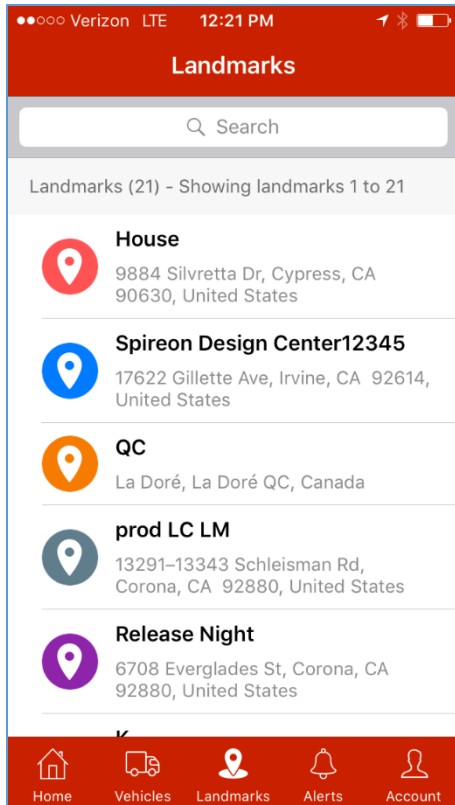 Verizon LTE 12:21 PM
Landmarks
Search
Landmarks (21) - Showing landmarks 1 to 21
House
9884 Silvretta Dr, Cypress, CA
90630, United States
Spireon Design Center12345
17622 Gillette Ave, Irvine, CA 92614,
United States
QC
La Doré, La Doré QC, Canada
prod LC LM
13291–13343 Schleisman Rd,
Corona, CA 92880, United States
Release Night
6708 Everglades St, Corona, CA
92880, United States
Home Vehicles Landmarks Alerts Account